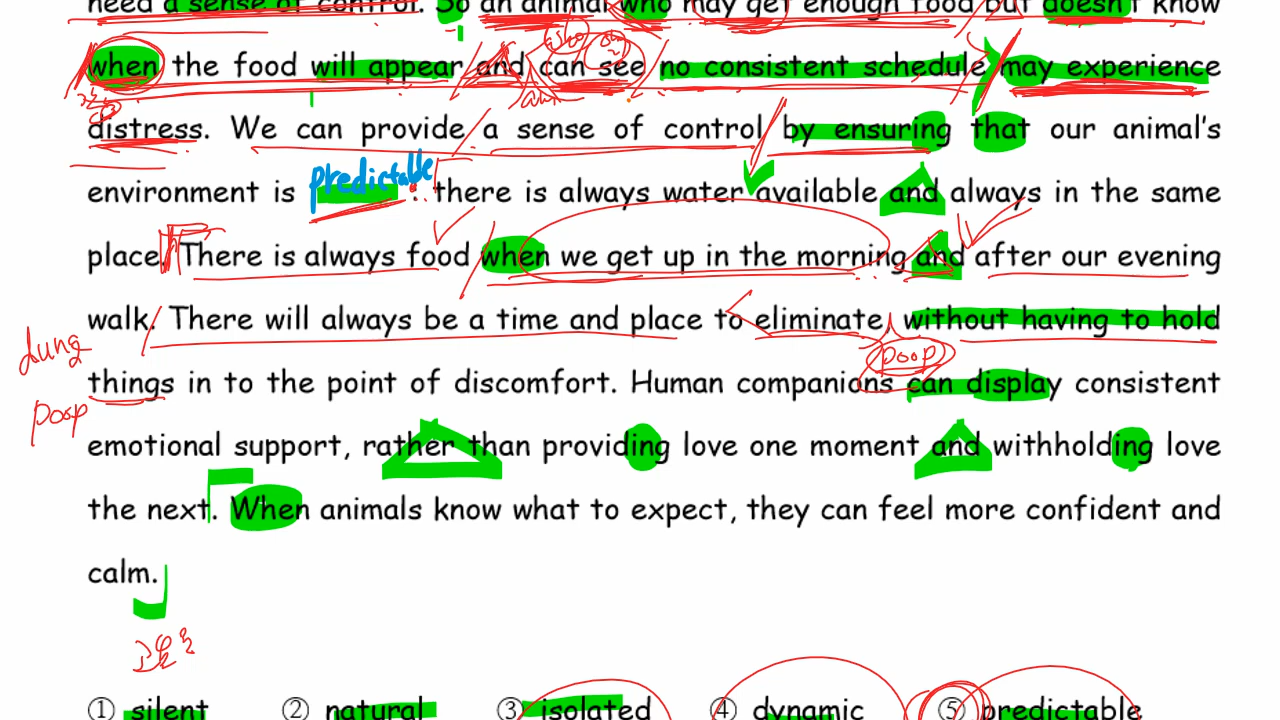 need a sense of control. So an animal who may get enough food but doesn't know
when the food will appear and can see no consistent schedule may experience
distress. We can provide a sense of control by ensuring that our animal's
predictable
environment is : there is always water available and always in the same
place. There is always food when we get up in the morning and after our evening
walk. There will always be a time and place to eliminate, without having to hold
dung
poop
things in to the point of discomfort. Human companions can display consistent
poop
emotional support, rather than providing love one moment and withholding love
the next. When animals know what to expect, they can feel more confident and
calm.
① silent ② natural ③ isolated ④ dynamic ⑤ predictable